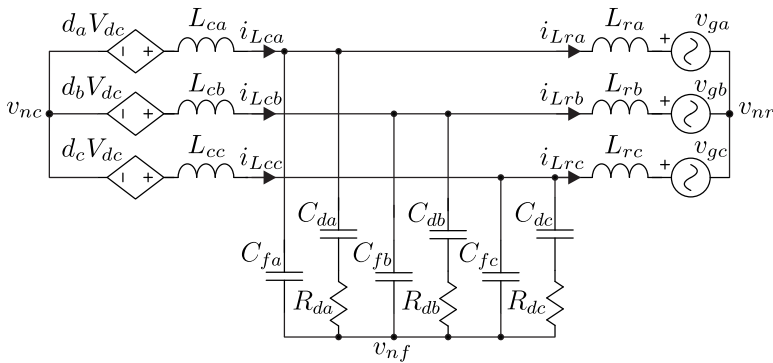 d_aV_{dc} L_{ca} i_{Lca} i_{Lra} L_{ra} v_{ga}
- + +
d_bV_{dc} L_{cb} i_{Lcb} i_{Lrb} L_{rb} v_{gb}
v_{nc} - + + v_{nr}
d_cV_{dc} L_{cc} i_{Lcc} i_{Lrc} L_{rc} v_{gc}
- + +
C_{da} C_{db} C_{dc}
C_{fa} C_{fb} C_{fc}
R_{da} R_{db} R_{dc}
v_{nf}